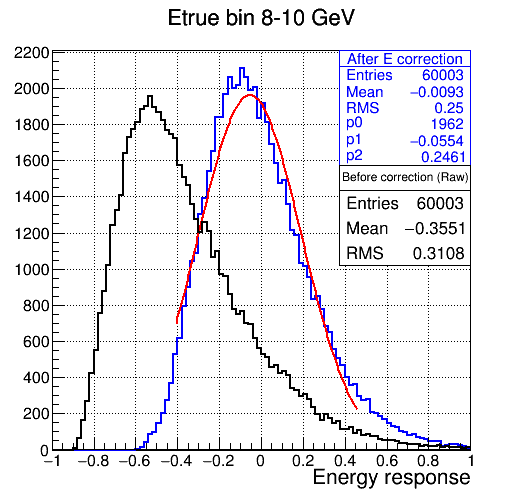 Etrue bin 8-10 GeV
After E correction
Entries 60003
Mean −0.0093
RMS 0.25
p0 1962
p1 −0.0554
p2 0.2461
Before correction (Raw)
Entries 60003
Mean −0.3551
RMS 0.3108
2200
2000
1800
1600
1400
1200
1000
800
600
400
200
0
−1 −0.8 −0.6 −0.4 −0.2 0 0.2 0.4 0.6 0.8 1
Energy response